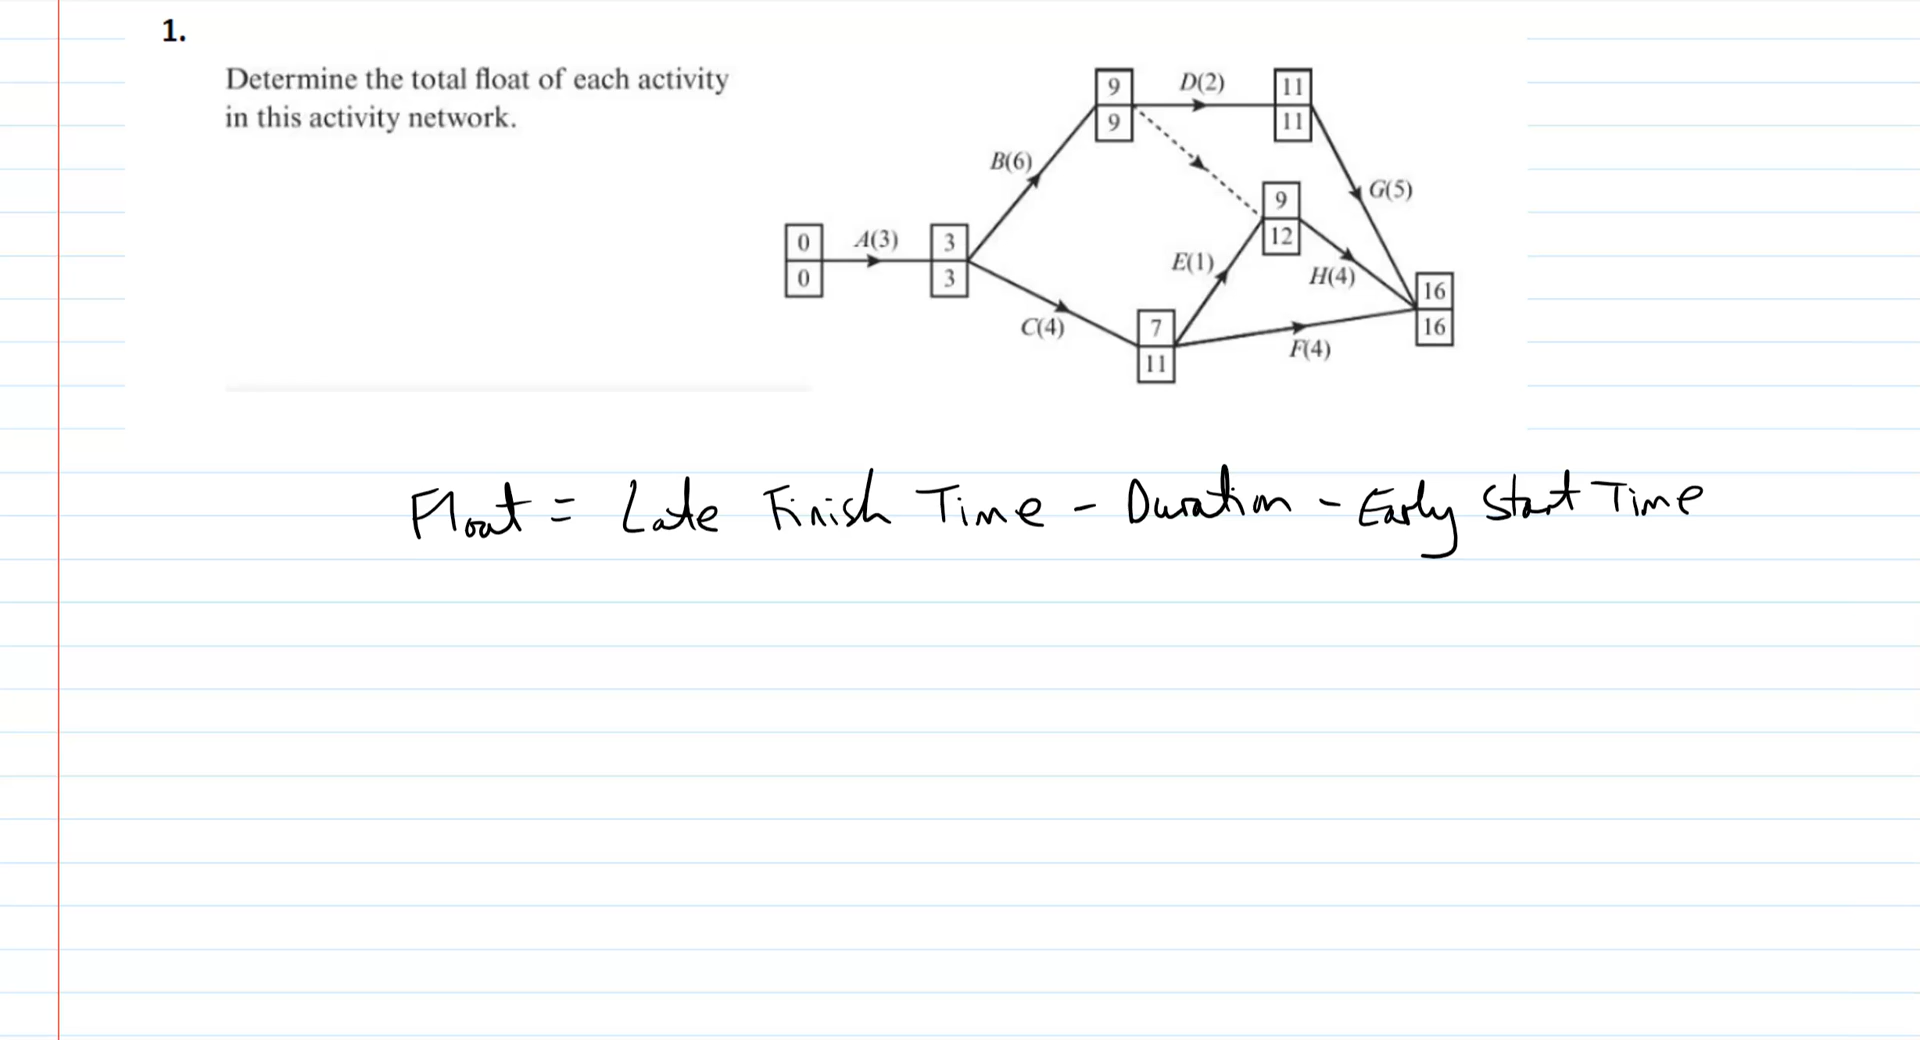 1.
Determine the total float of each activity
in this activity network.
9
9
D(2)
11
11
B(6)
G(5)
9
12
0
0
A(3)
3
3
E(1)
H(4)
16
16
C(4)
7
11
F(4)
Float = Late Finish Time - Duration - Early Start Time